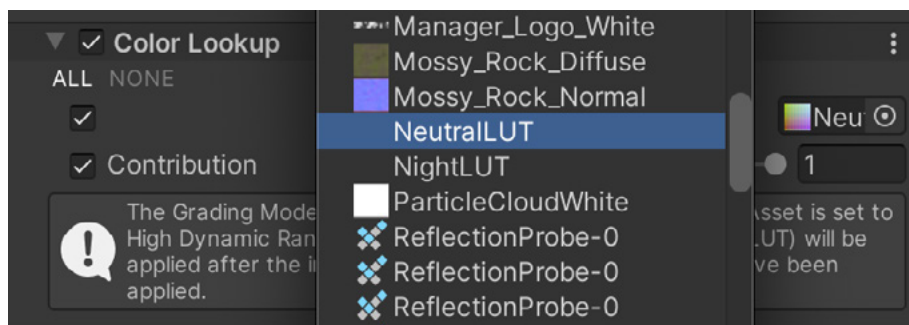 Color Lookup
ALL NONE
Contribution
Manager_Logo_White
Mossy_Rock_Diffuse
Mossy_Rock_Normal
NeutralLUT
NightLUT
ParticleCloudWhite
ReflectionProbe-0
ReflectionProbe-0
ReflectionProbe-0
Neu
1
The Grading Mode Asset is set to
High Dynamic Ran LUT) will be
applied after the i ve been
applied.